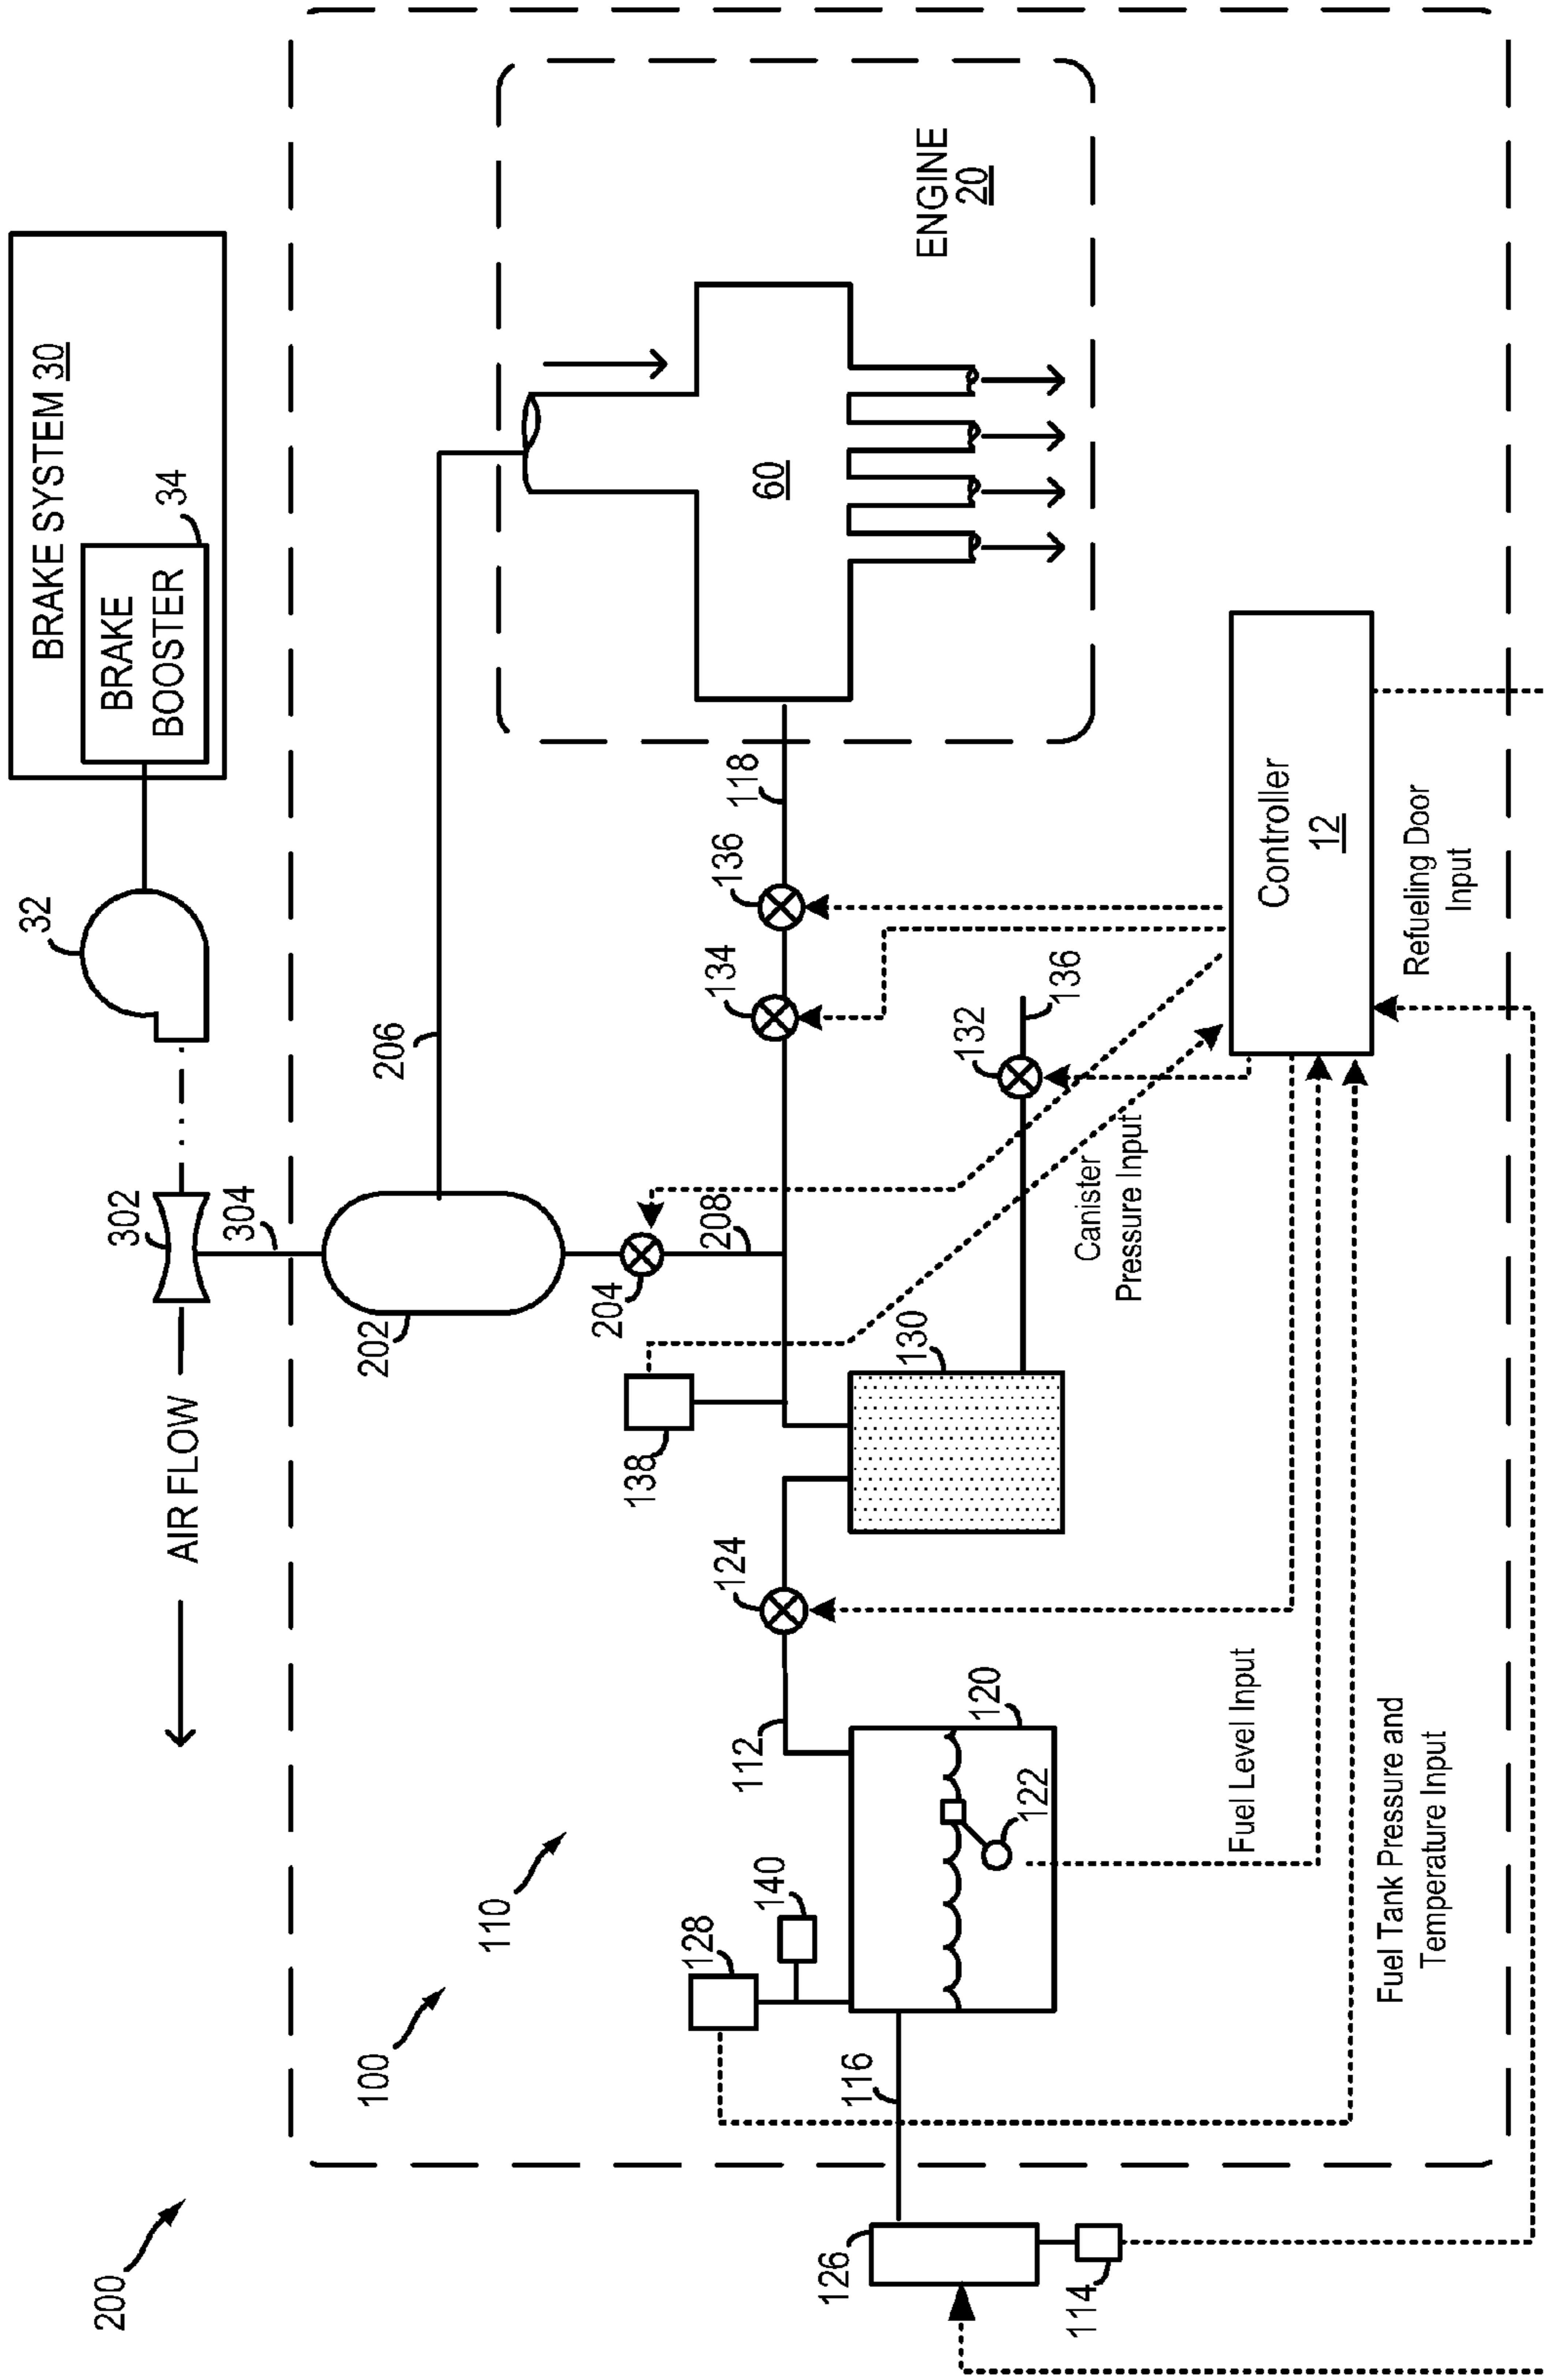 200
100
110
AIR FLOW
302
304
32
BRAKE SYSTEM 30
BRAKE
BOOSTER
34
202
206
204
208
138
134
136
118
60
ENGINE
20
126
114
116
128
140
112
120
122
124
130
132
136
Canister
Pressure Input
Controller
12
Fuel Level Input
Fuel Tank Pressure and
Temperature Input
Refueling Door
Input